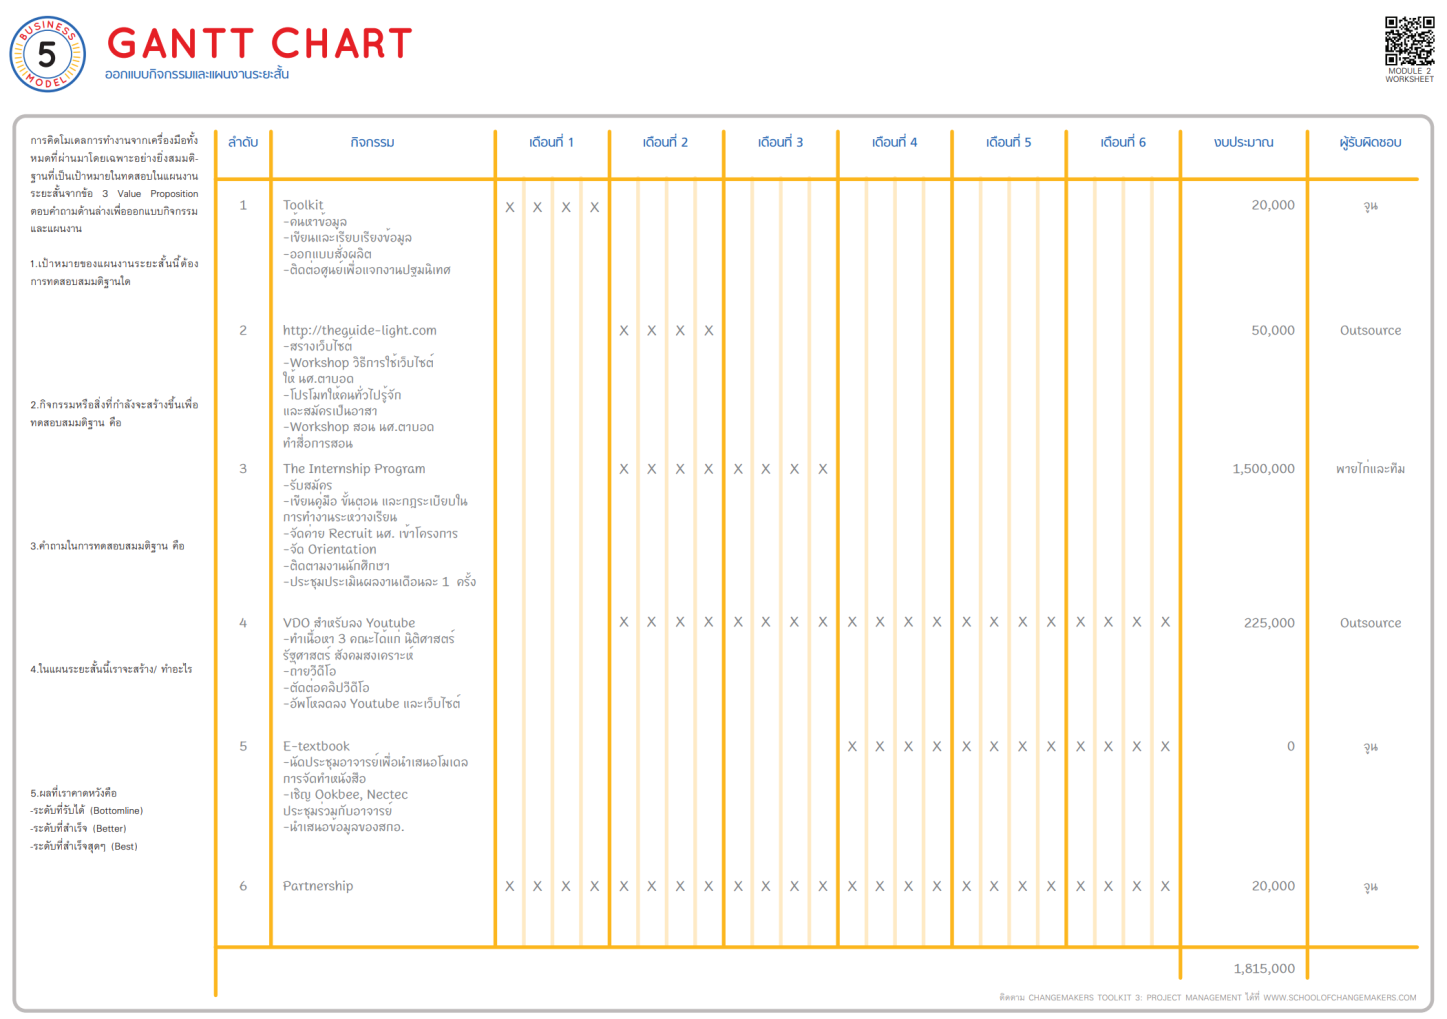 BUSINESS
5
MODEL
GANTT CHART
ออกแบบกิจกรรมและแผนงานระยะสั้น
MODULE 2
WORKSHEET
การคิดโมเดลการทำงานจากเครื่องมือทั้ง
หมดที่ผ่านมาโดยเฉพาะอย่างยิ่งสมมติ-
ฐานที่เป็นเป้าหมายในทดสอบในแผนงาน
ระยะสั้นจากข้อ 3 Value Proposition
ตอบคำถามด้านล่างเพื่อออกแบบกิจกรรม
และแผนงาน
1.เป้าหมายของแผนงานระยะสั้นนี้ต้อง
การทดสอบสมมติฐานใด
2.กิจกรรมหรือสิ่งที่กำลังจะสร้างขึ้นเพื่อ
ทดสอบสมมติฐาน คือ
3.คำถามในการทดสอบสมมติฐาน คือ
4.ในแผนระยะสั้นนี้เราจะสร้าง/ ทำอะไร
5.ผลที่เราคาดหวังคือ
-ระดับที่รับได้ (Bottomline)
-ระดับที่สำเร็จ (Better)
-ระดับที่สำเร็จสุดๆ (Best)
ลำดับ กิจกรรม เดือนที่ 1 เดือนที่ 2 เดือนที่ 3 เดือนที่ 4 เดือนที่ 5 เดือนที่ 6 งบประมาณ ผู้รับผิดชอบ
1 Toolkit X X X X 20,000 จูน
-ค้นหาข้อมูล
-เขียนและเรียบเรียงข้อมูล
-ออกแบบสั่งผลิต
-ติดต่อศูนย์เพื่อแจกงานปฐมนิเทศ
2 http://theguide-light.com X X X X 50,000 Outsource
-สร้างเว็บไซต์
-Workshop วิธีการใช้เว็บไซต์
ให้ นศ.ตาบอด
-โปรโมทให้คนทั่วไปรู้จัก
และสมัครเป็นอาสา
-Workshop สอน นศ.ตาบอด
ทำสื่อการสอน
3 The Internship Program X X X X X X X X 1,500,000 พายไก่และทีม
-รับสมัคร
-เขียนคู่มือ ขั้นตอน และกฎระเบียบใน
การทำงานระหว่างเรียน
-จัดค่าย Recruit นศ. เข้าโครงการ
-จัด Orientation
-ติดตามงานนักศึกษา
-ประชุมประเมินผลงานเดือนละ 1 ครั้ง
4 VDO สำหรับลง Youtube X X X X X X X X X X X X X X X X X X X X 225,000 Outsource
-ทำเนื้อหา 3 คณะได้แก่ นิติศาสตร์
รัฐศาสตร์ สังคมสงเคราะห์
-ถ่ายวีดีโอ
-ตัดต่อคลิปวีดีโอ
-อัพโหลดลง Youtube และเว็บไซต์
5 E-textbook X X X X X X X X X X X X 0 จูน
-นัดประชุมอาจารย์เพื่อนำเสนอโมเดล
การจัดทำหนังสือ
-เชิญ Ookbee, Nectec
ประชุมร่วมกับอาจารย์
-นำเสนอข้อมูลของสกอ.
6 Partnership X X X X X X X X X X X X X X X X X X X X X X X X 20,000 จูน
1,815,000
ติดตาม CHANGEMAKERS TOOLKIT 3: PROJECT MANAGEMENT ได้ที่ WWW.SCHOOLOFCHANGEMAKERS.COM